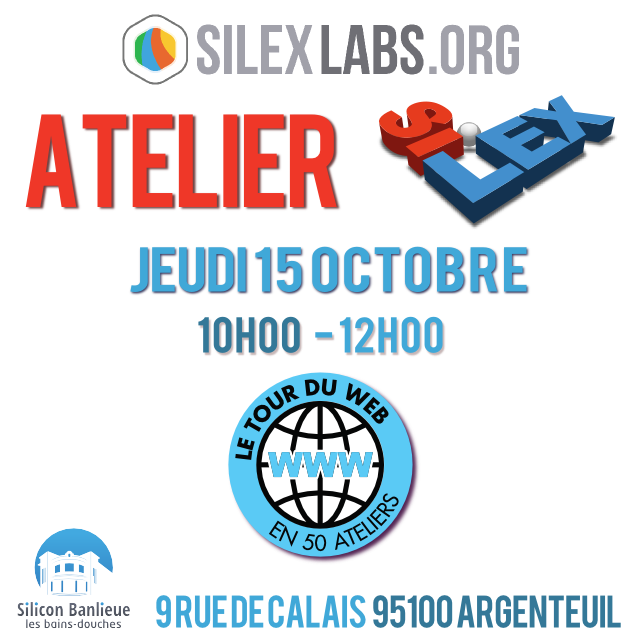 SILEXLABS.ORG
ATELIER
SiLEX
JEUDI 15 OCTOBRE
10H00 - 12H00
LE TOUR DU WEB
WWW
EN 50 ATELIERS
Silicon Banlieue
les bains-douches
9 RUE DE CALAIS 95100 ARGENTEUIL